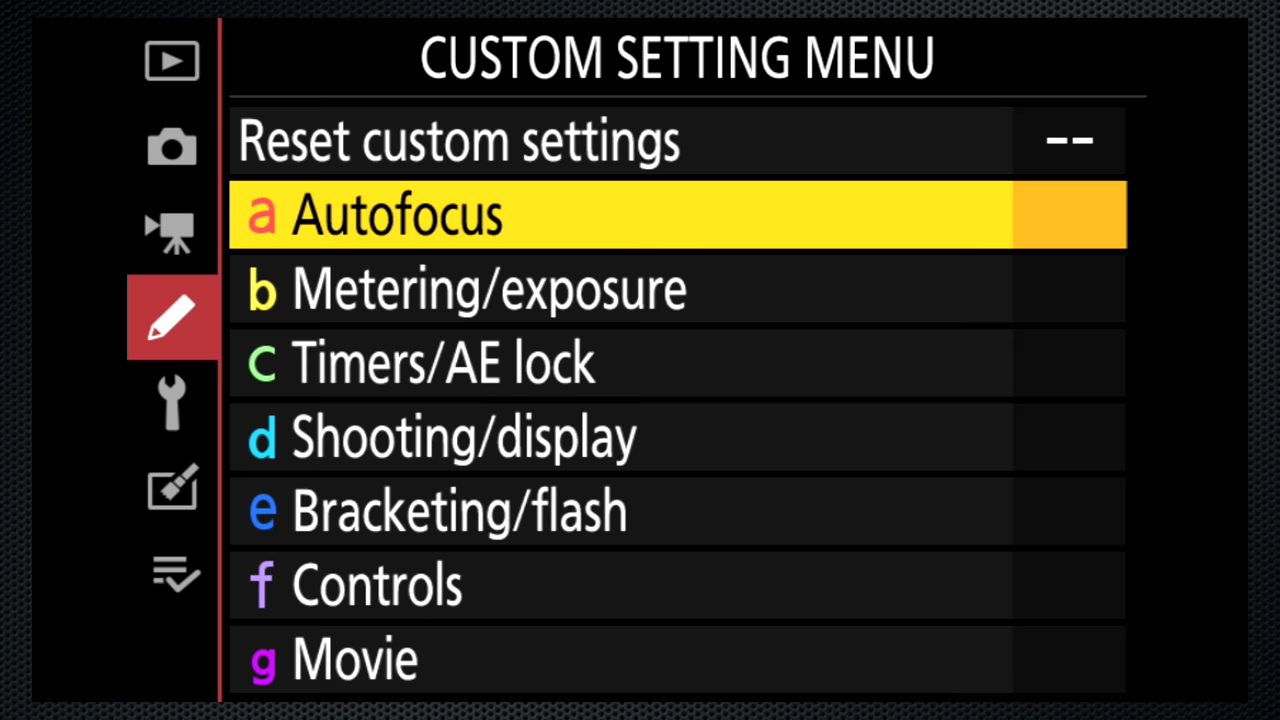 CUSTOM SETTING MENU
Reset custom settings --
a Autofocus
b Metering/exposure
c Timers/AE lock
d Shooting/display
e Bracketing/flash
f Controls
g Movie